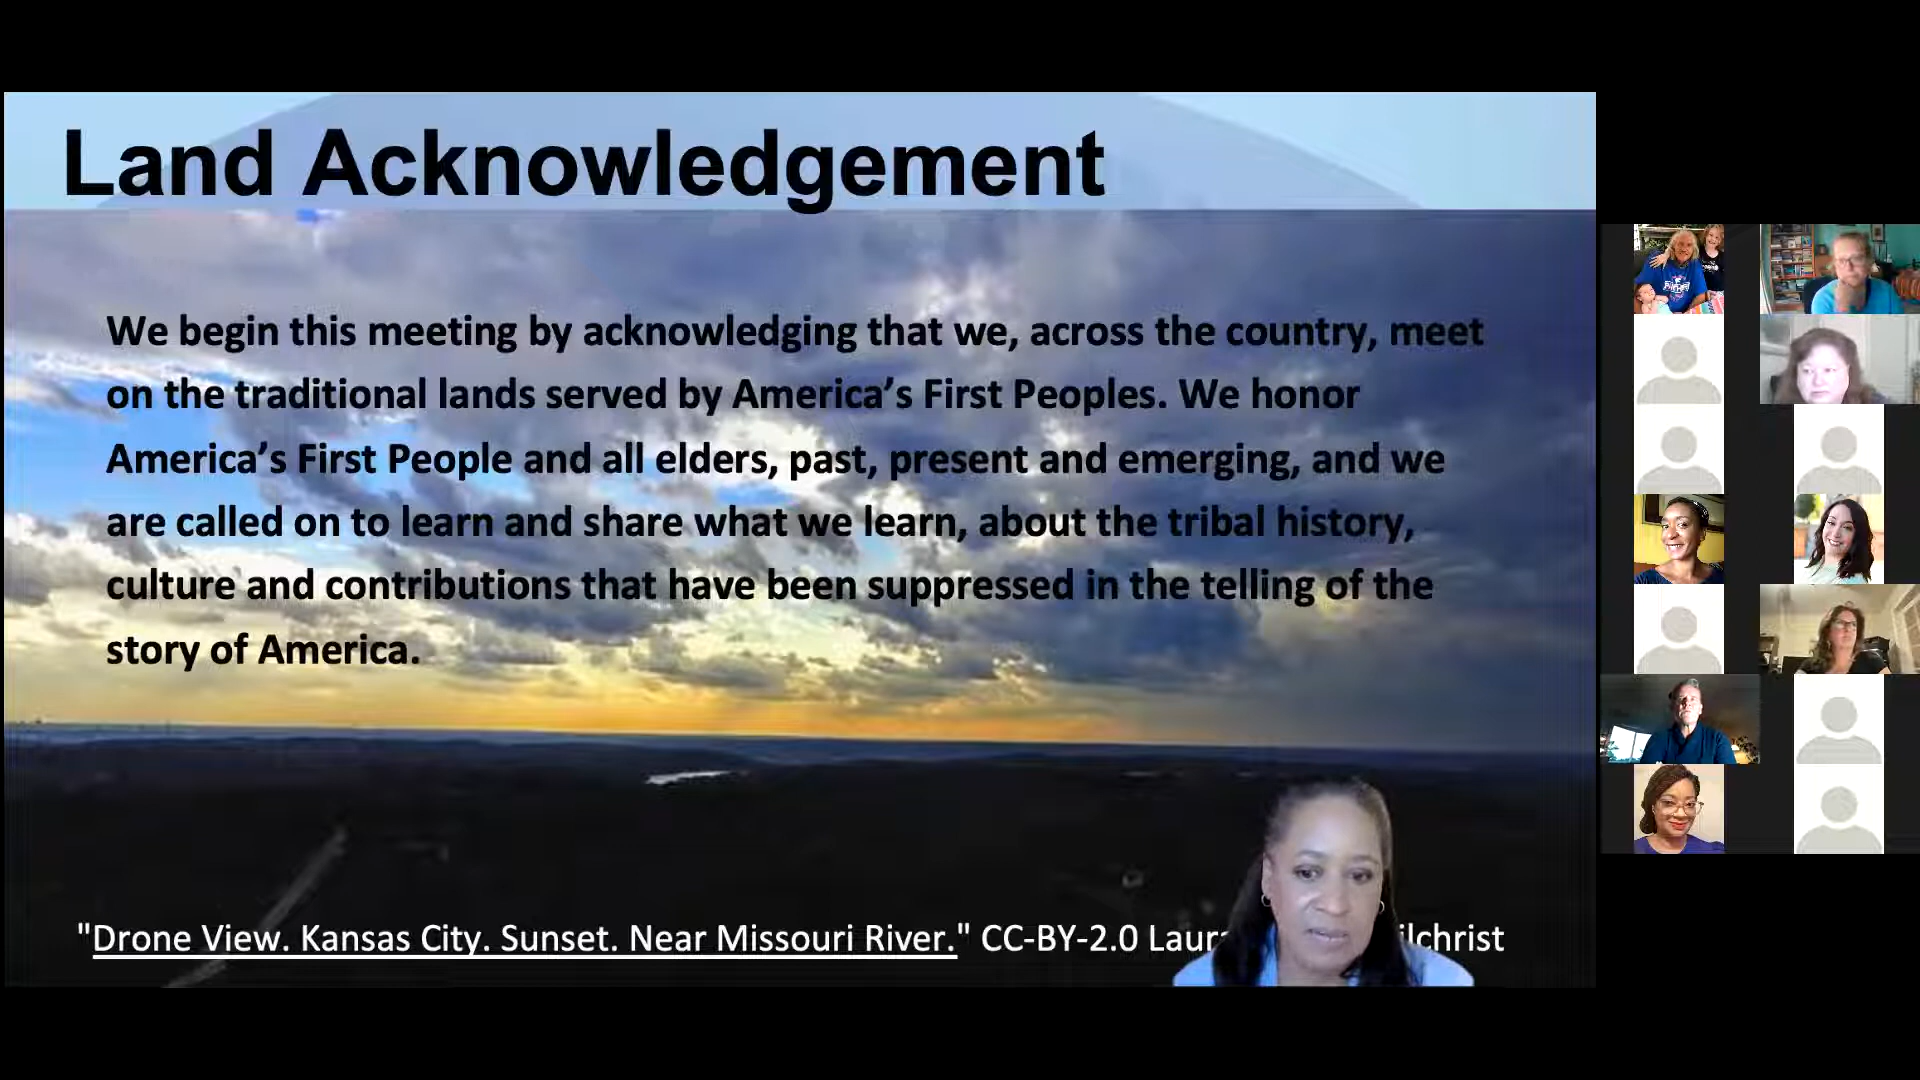 Land Acknowledgement
We begin this meeting by acknowledging that we, across the country, meet
on the traditional lands served by America’s First Peoples. We honor
America’s First People and all elders, past, present and emerging, and we
are called on to learn and share what we learn, about the tribal history,
culture and contributions that have been suppressed in the telling of the
story of America.
"Drone View. Kansas City. Sunset. Near Missouri River." CC-BY-2.0 Laura